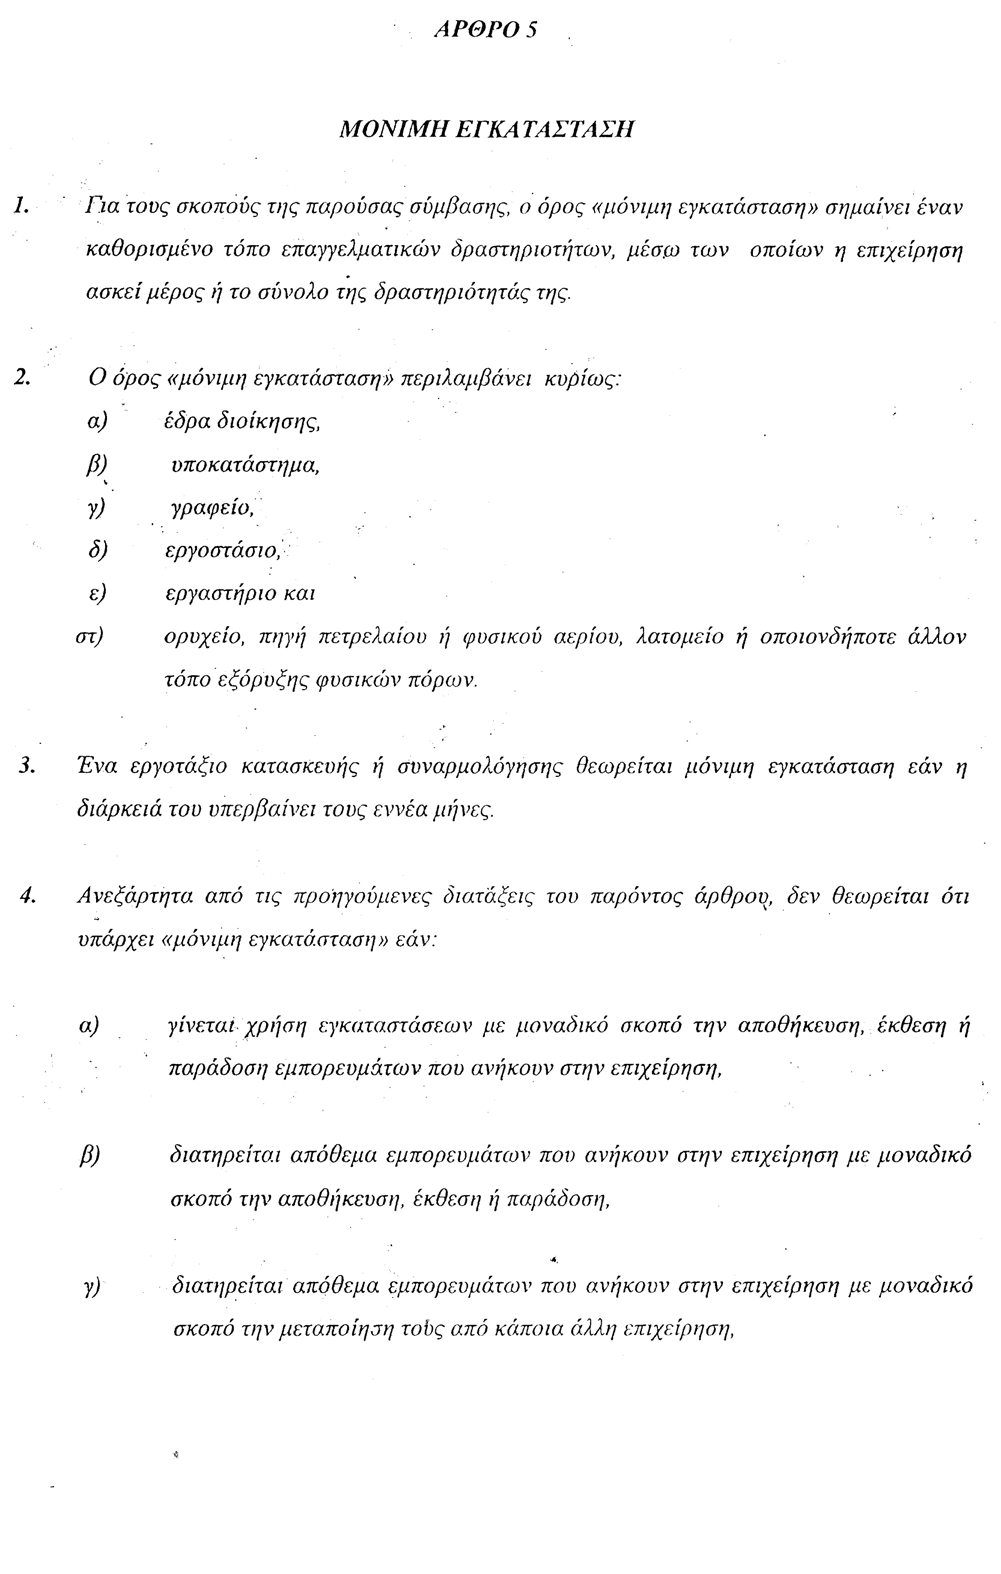 ΑΡΘΡΟ 5
ΜΟΝΙΜΗ ΕΓΚΑΤΑΣΤΑΣΗ
1. Για τους σκοπούς της παρούσας σύμβασης, ο όρος «μόνιμη εγκατάσταση» σημαίνει έναν
καθορισμένο τόπο επαγγελματικών δραστηριοτήτων, μέσω των οποίων η επιχείρηση
ασκεί μέρος ή το σύνολο της δραστηριότητάς της.
2. Ο όρος «μόνιμη εγκατάσταση» περιλαμβάνει κυρίως:
α) έδρα διοίκησης,
β) υποκατάστημα,
γ) γραφείο,
δ) εργοστάσιο,
ε) εργαστήριο και
στ) ορυχείο, πηγή πετρελαίου ή φυσικού αερίου, λατομείο ή οποιονδήποτε άλλον
τόπο εξόρυξης φυσικών πόρων.
3. Ένα εργοτάξιο κατασκευής ή συναρμολόγησης θεωρείται μόνιμη εγκατάσταση εάν η
διάρκειά του υπερβαίνει τους εννέα μήνες.
4. Ανεξάρτητα από τις προηγούμενες διατάξεις του παρόντος άρθρου, δεν θεωρείται ότι
υπάρχει «μόνιμη εγκατάσταση» εάν:
α) γίνεται χρήση εγκαταστάσεων με μοναδικό σκοπό την αποθήκευση, έκθεση ή
παράδοση εμπορευμάτων που ανήκουν στην επιχείρηση,
β) διατηρείται απόθεμα εμπορευμάτων που ανήκουν στην επιχείρηση με μοναδικό
σκοπό την αποθήκευση, έκθεση ή παράδοση,
γ) διατηρείται απόθεμα εμπορευμάτων που ανήκουν στην επιχείρηση με μοναδικό
σκοπό την μεταποίηση τους από κάποια άλλη επιχείρηση,